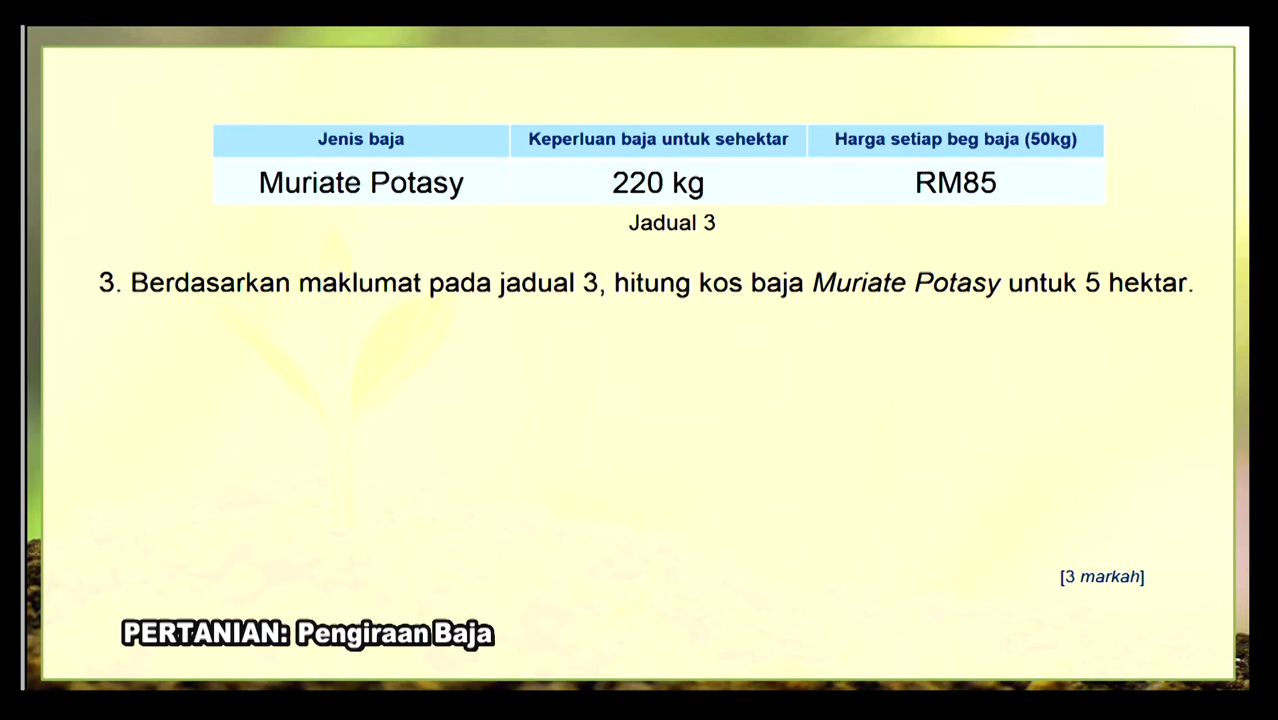 Jenis baja Keperluan baja untuk sehektar Harga setiap beg baja (50kg)
Muriate Potasy 220 kg RM85
Jadual 3
3. Berdasarkan maklumat pada jadual 3, hitung kos baja Muriate Potasy untuk 5 hektar.
[3 markah]
PERTANIAN: Pengiraan Baja